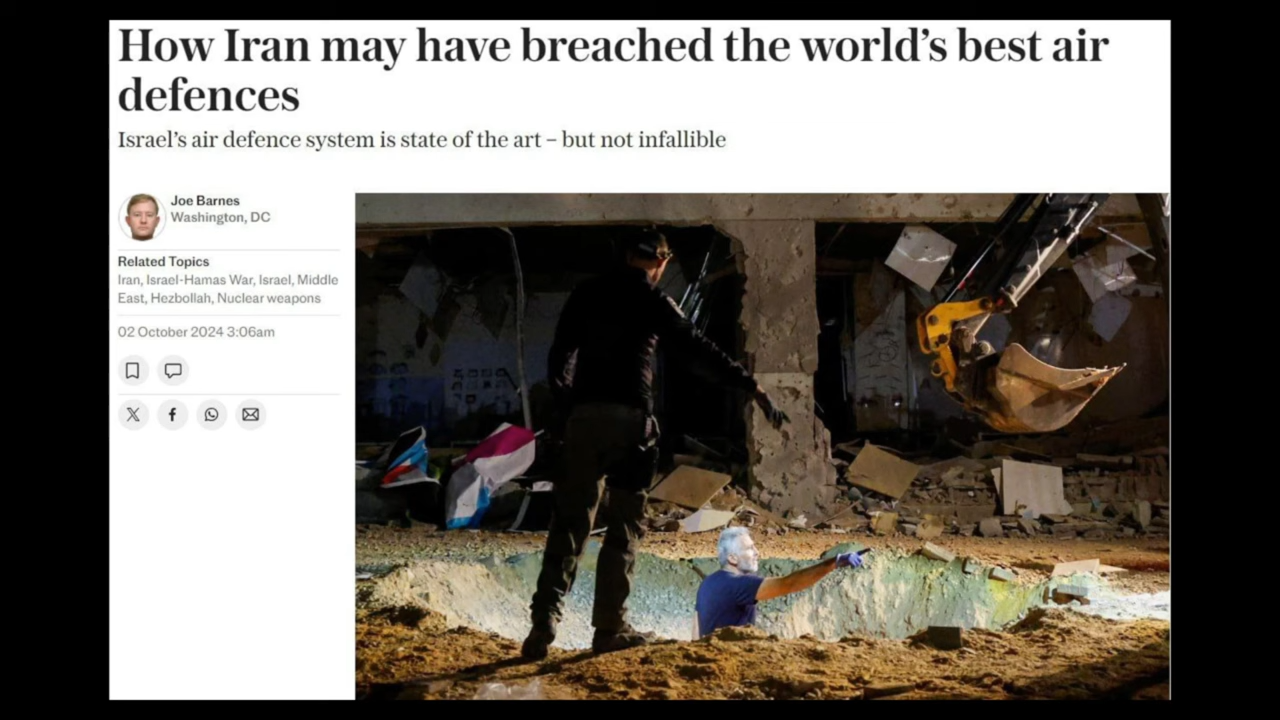 How Iran may have breached the world’s best air
defences
Israel’s air defence system is state of the art – but not infallible
Joe Barnes
Washington, DC
Related Topics
Iran, Israel-Hamas War, Israel, Middle
East, Hezbollah, Nuclear weapons
02 October 2024 3:06am